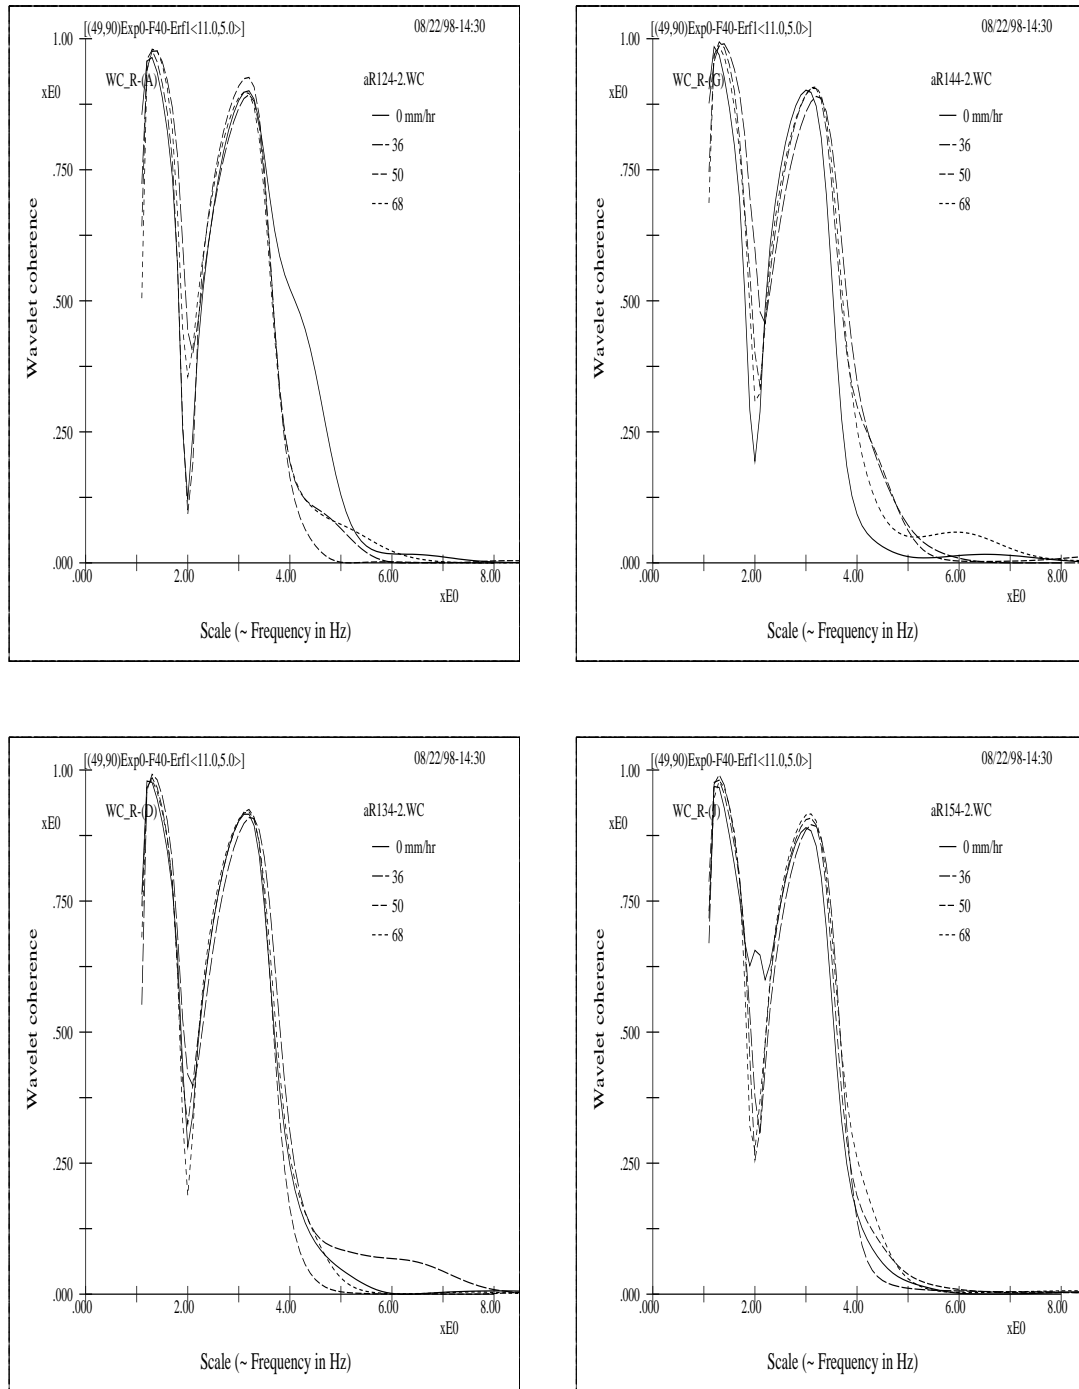 [(49,90)Exp0-F40-Erf1<11.0,5.0>] 08/22/98-14:30
1.00
xE0
WC_R-(A) aR124-2.WC
0 mm/hr
36
50
68
.750
.500
.250
.000
Wavelet coherence
.000 2.00 4.00 6.00 8.00
xE0
Scale (~ Frequency in Hz)
[(49,90)Exp0-F40-Erf1<11.0,5.0>] 08/22/98-14:30
1.00
xE0
WC_R-(G) aR144-2.WC
0 mm/hr
36
50
68
.750
.500
.250
.000
Wavelet coherence
.000 2.00 4.00 6.00 8.00
xE0
Scale (~ Frequency in Hz)
[(49,90)Exp0-F40-Erf1<11.0,5.0>] 08/22/98-14:30
1.00
xE0
WC_R-(D) aR134-2.WC
0 mm/hr
36
50
68
.750
.500
.250
.000
Wavelet coherence
.000 2.00 4.00 6.00 8.00
xE0
Scale (~ Frequency in Hz)
[(49,90)Exp0-F40-Erf1<11.0,5.0>] 08/22/98-14:30
1.00
xE0
WC_R-(J) aR154-2.WC
0 mm/hr
36
50
68
.750
.500
.250
.000
Wavelet coherence
.000 2.00 4.00 6.00 8.00
xE0
Scale (~ Frequency in Hz)